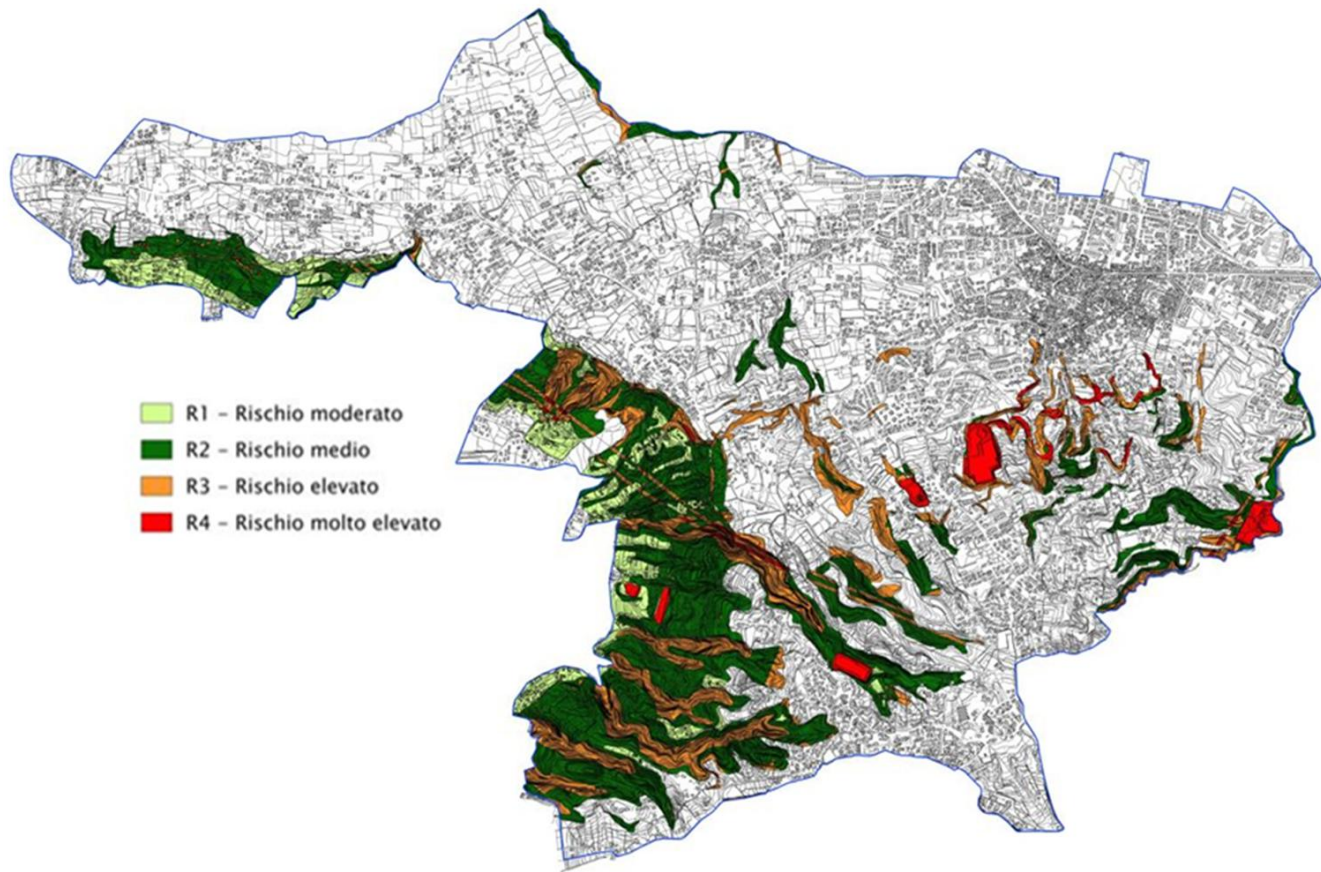 R1 – Rischio moderato
R2 – Rischio medio
R3 – Rischio elevato
R4 – Rischio molto elevato